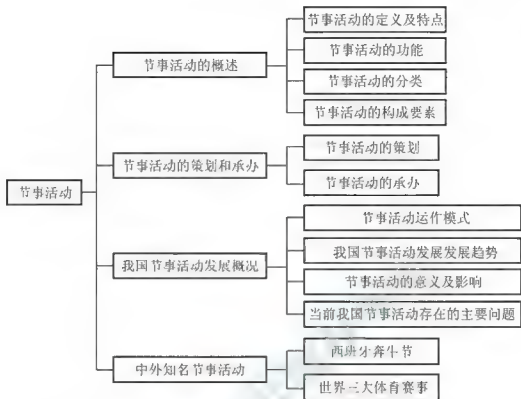 节事活动
节事活动的概述
节事活动的定义及特点
节事活动的功能
节事活动的分类
节事活动的构成要素
节事活动的策划和承办
节事活动的策划
节事活动的承办
我国节事活动发展概况
节事活动运作模式
我国节事活动发展发展趋势
节事活动的意义及影响
当前我国节事活动存在的主要问题
中外知名节事活动
西班牙奔牛节
世界三大体育赛事